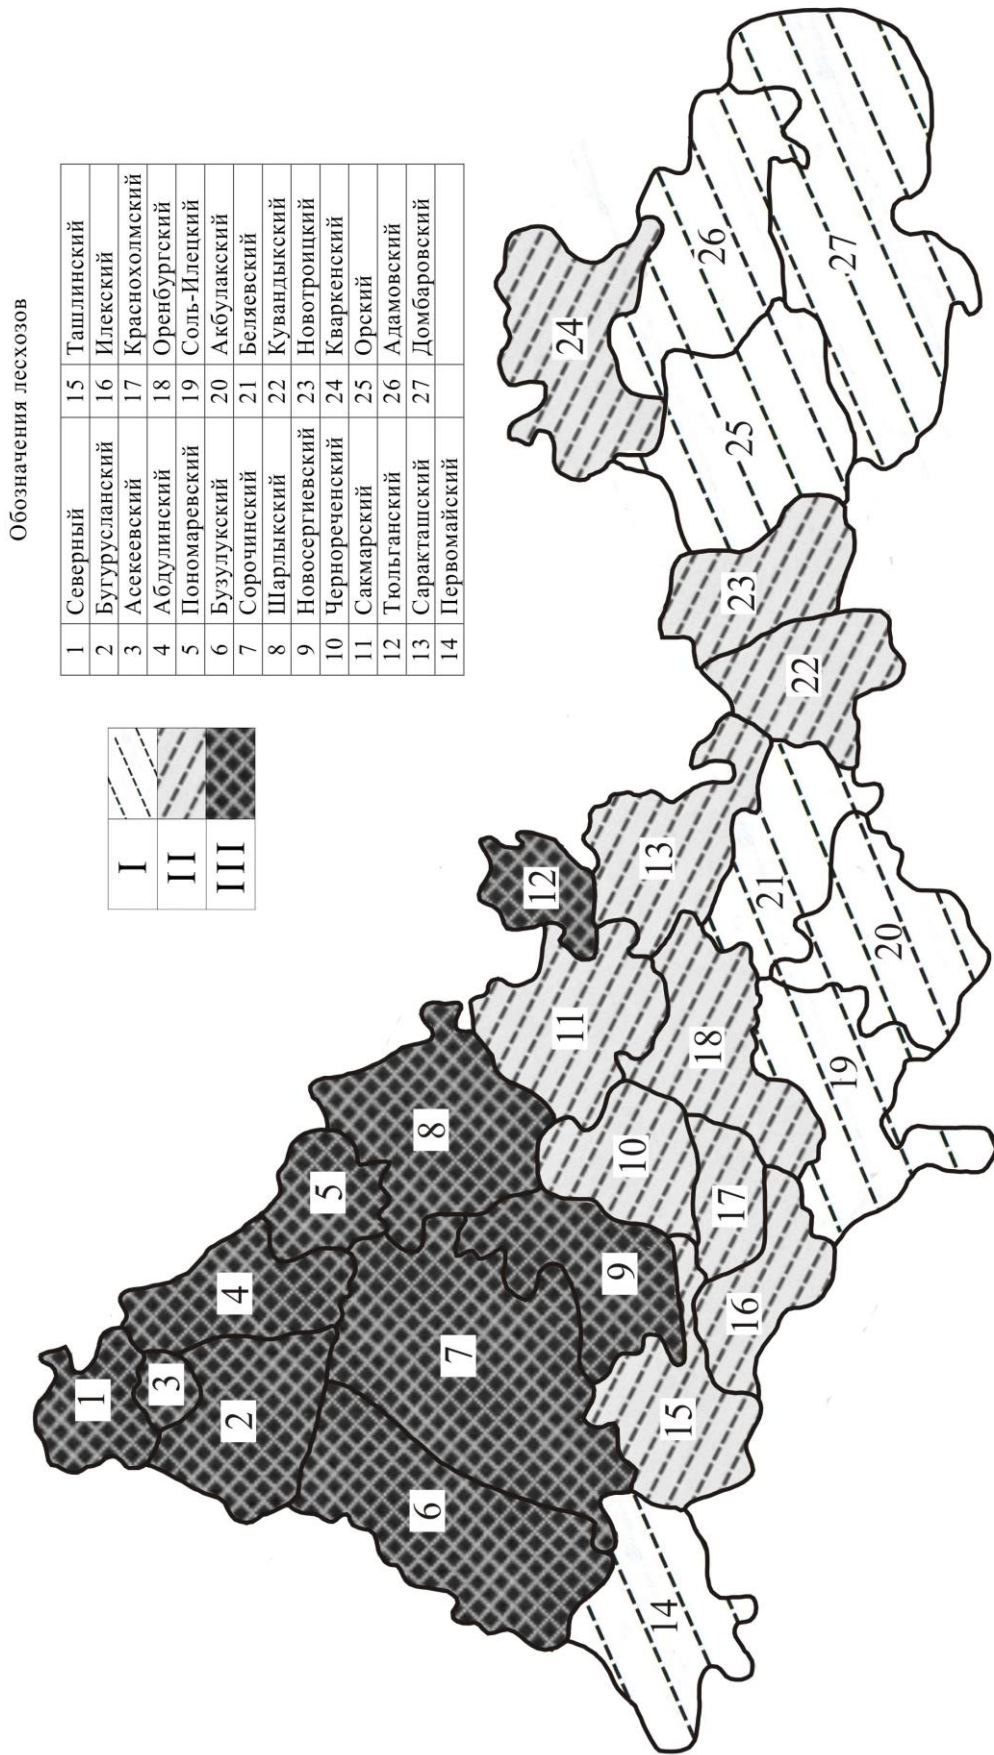 Обозначения лесхозов
1 Северный 15 Ташлинский
2 Бугурусланский 16 Илекский
3 Асекеевский 17 Краснохолмский
4 Абдулинский 18 Оренбургский
5 Пономаревский 19 Соль-Илецкий
6 Бузулукский 20 Акбулакский
7 Сорочинский 21 Беляевский
8 Шарлыкский 22 Кувандыкский
9 Новосергиевский 23 Новотроицкий
10 Чернореченский 24 Кваркенский
11 Сакмарский 25 Орский
12 Тюльганский 26 Адамовский
13 Саракташский 27 Домбаровский
14 Первомайский
I
II
III
1
3
2
4
5
6
7
8
9
10
11
12
13
14
15
16
17
18
19
20
21
22
23
24
25
26
27